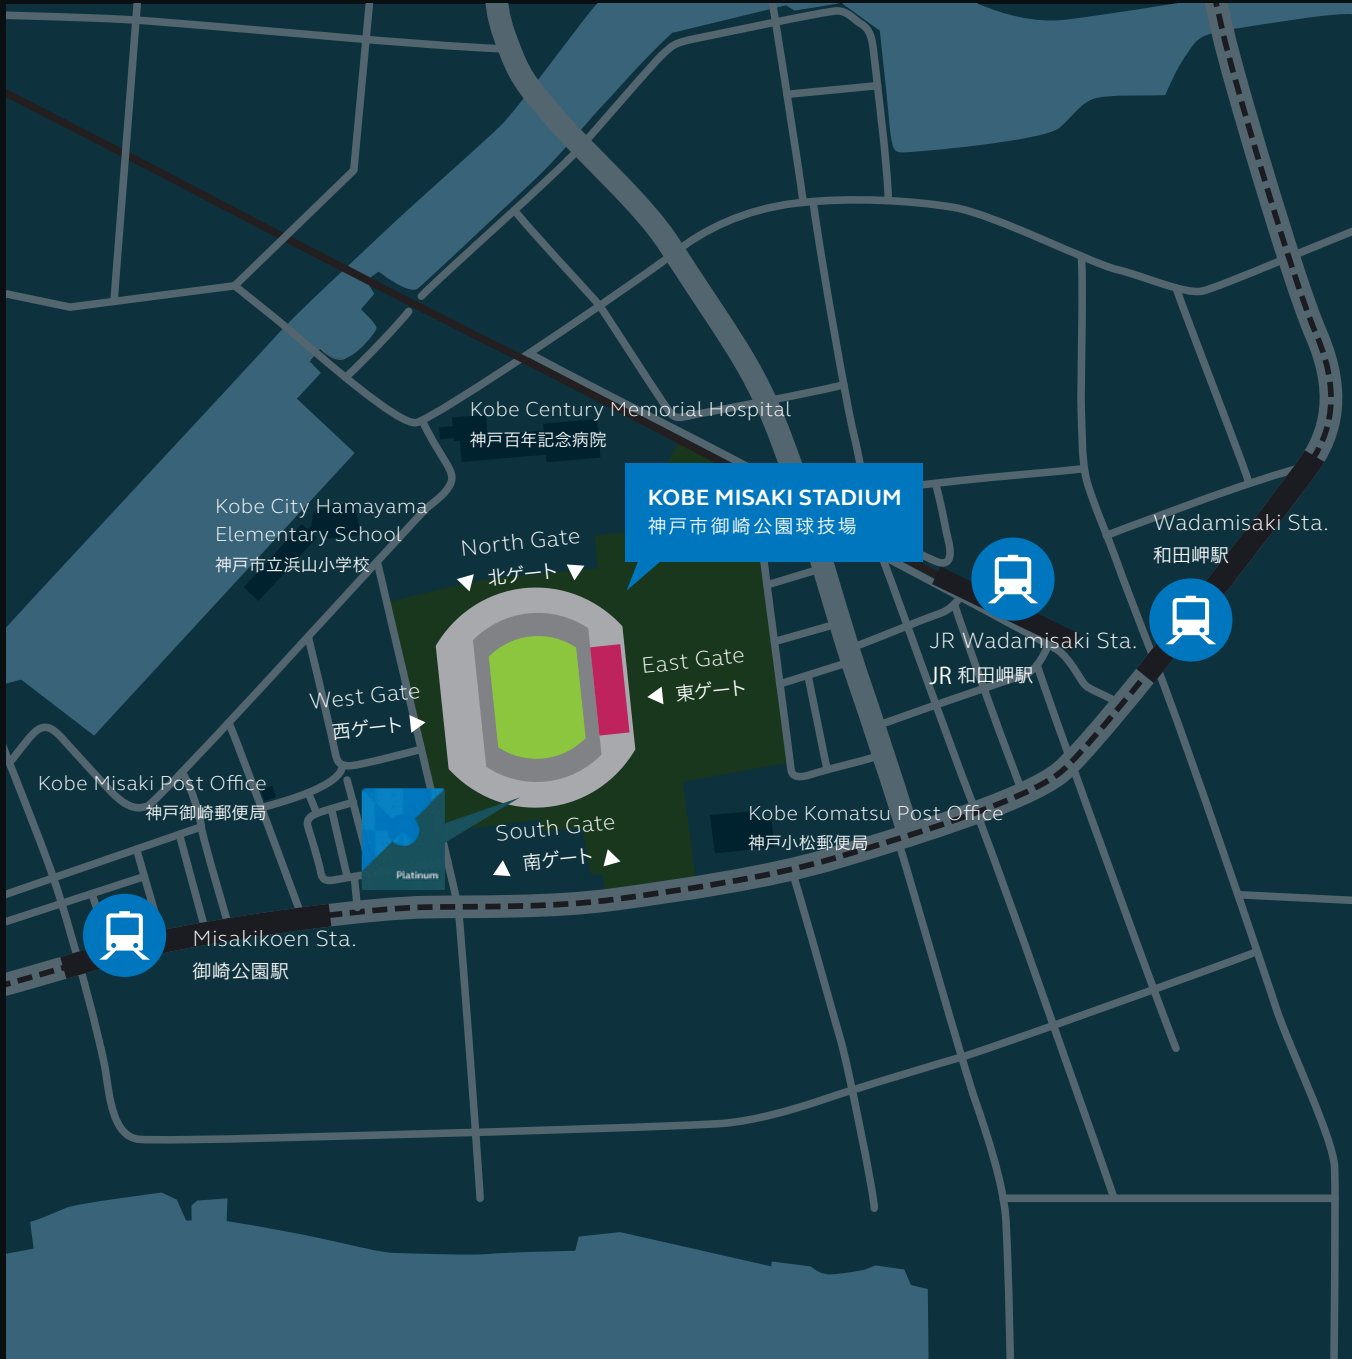 Kobe Century Memorial Hospital
神戸百年記念病院
KOBE MISAKI STADIUM
神戸市御崎公園球技場
Kobe City Hamayama
Elementary School
神戸市立浜山小学校
North Gate
北ゲート
Wadamisaki Sta.
和田岬駅
JR Wadamisaki Sta.
JR 和田岬駅
East Gate
東ゲート
West Gate
西ゲート
Kobe Misaki Post Office
神戸御崎郵便局
Platinum
South Gate
南ゲート
Kobe Komatsu Post Office
神戸小松郵便局
Misakikoen Sta.
御崎公園駅